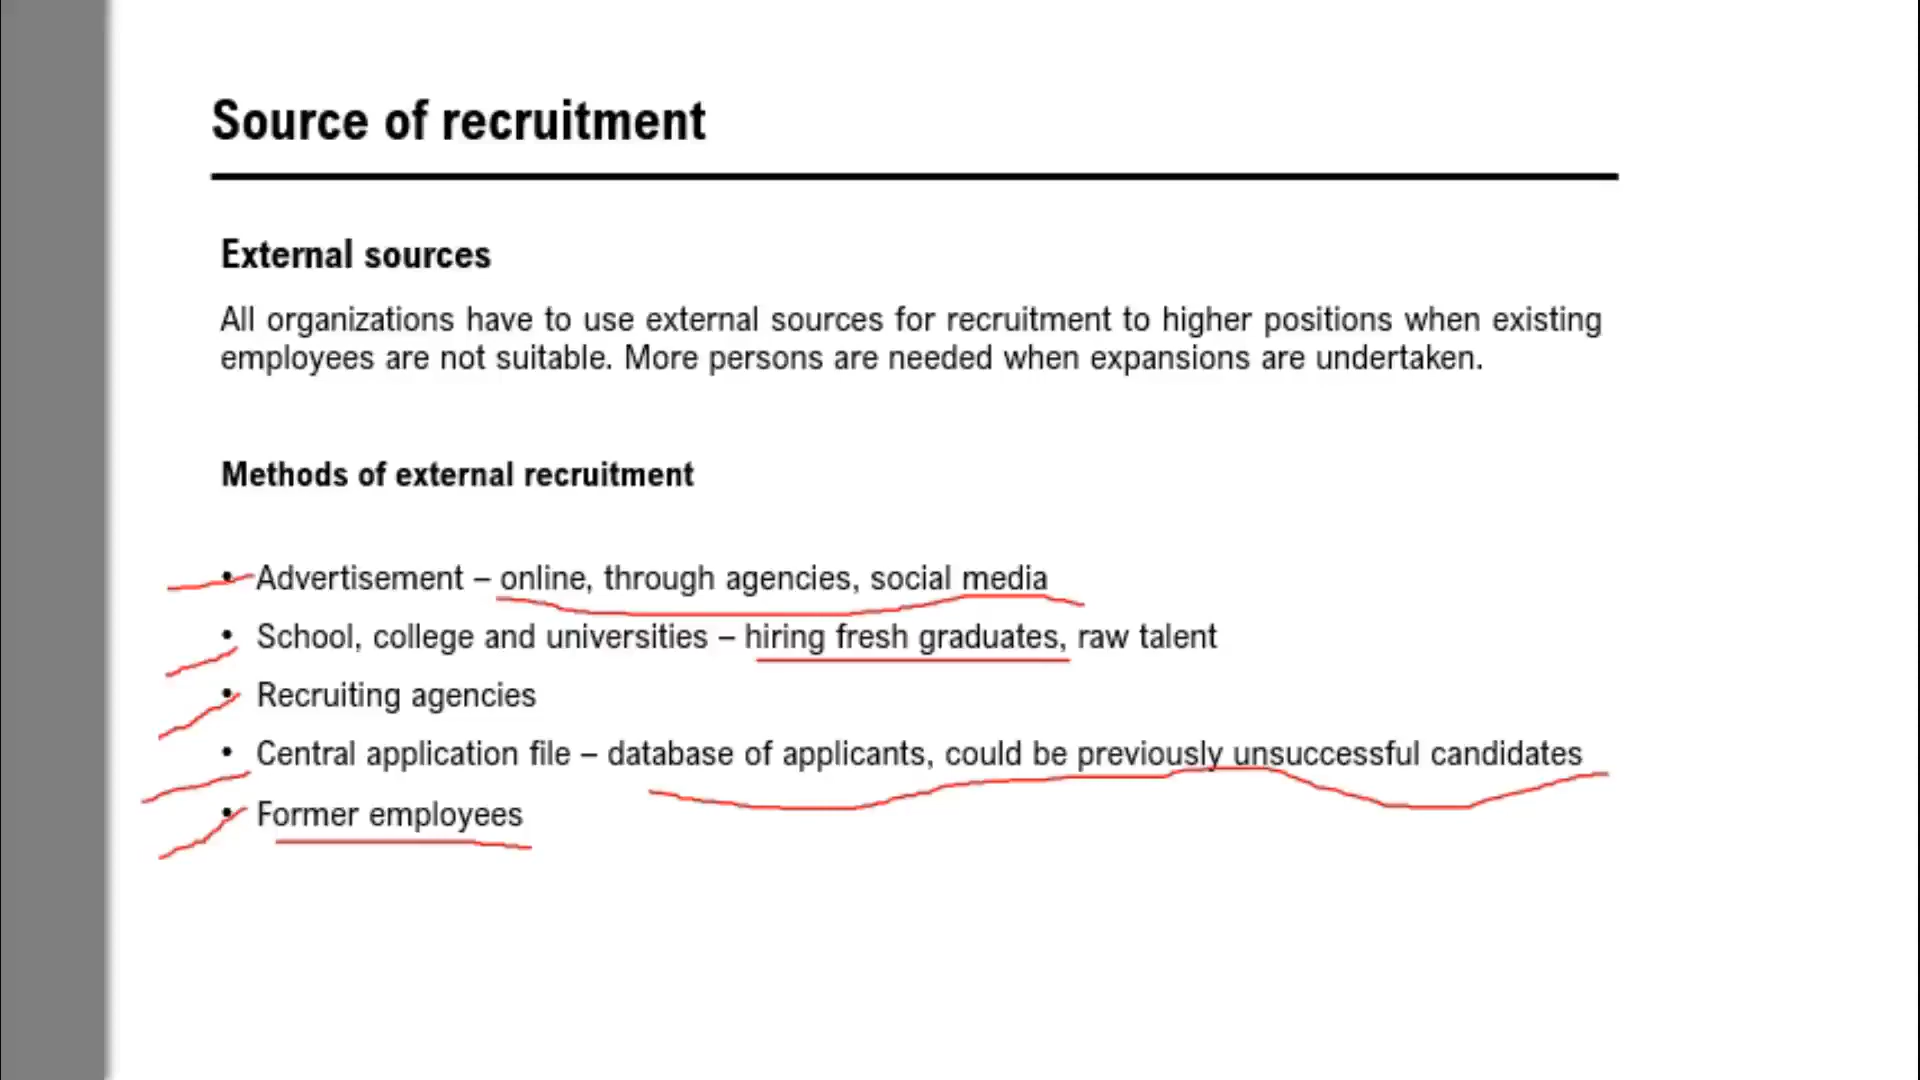 Source of recruitment
External sources
All organizations have to use external sources for recruitment to higher positions when existing
employees are not suitable. More persons are needed when expansions are undertaken.
Methods of external recruitment
• Advertisement – online, through agencies, social media
• School, college and universities – hiring fresh graduates, raw talent
• Recruiting agencies
• Central application file – database of applicants, could be previously unsuccessful candidates
• Former employees